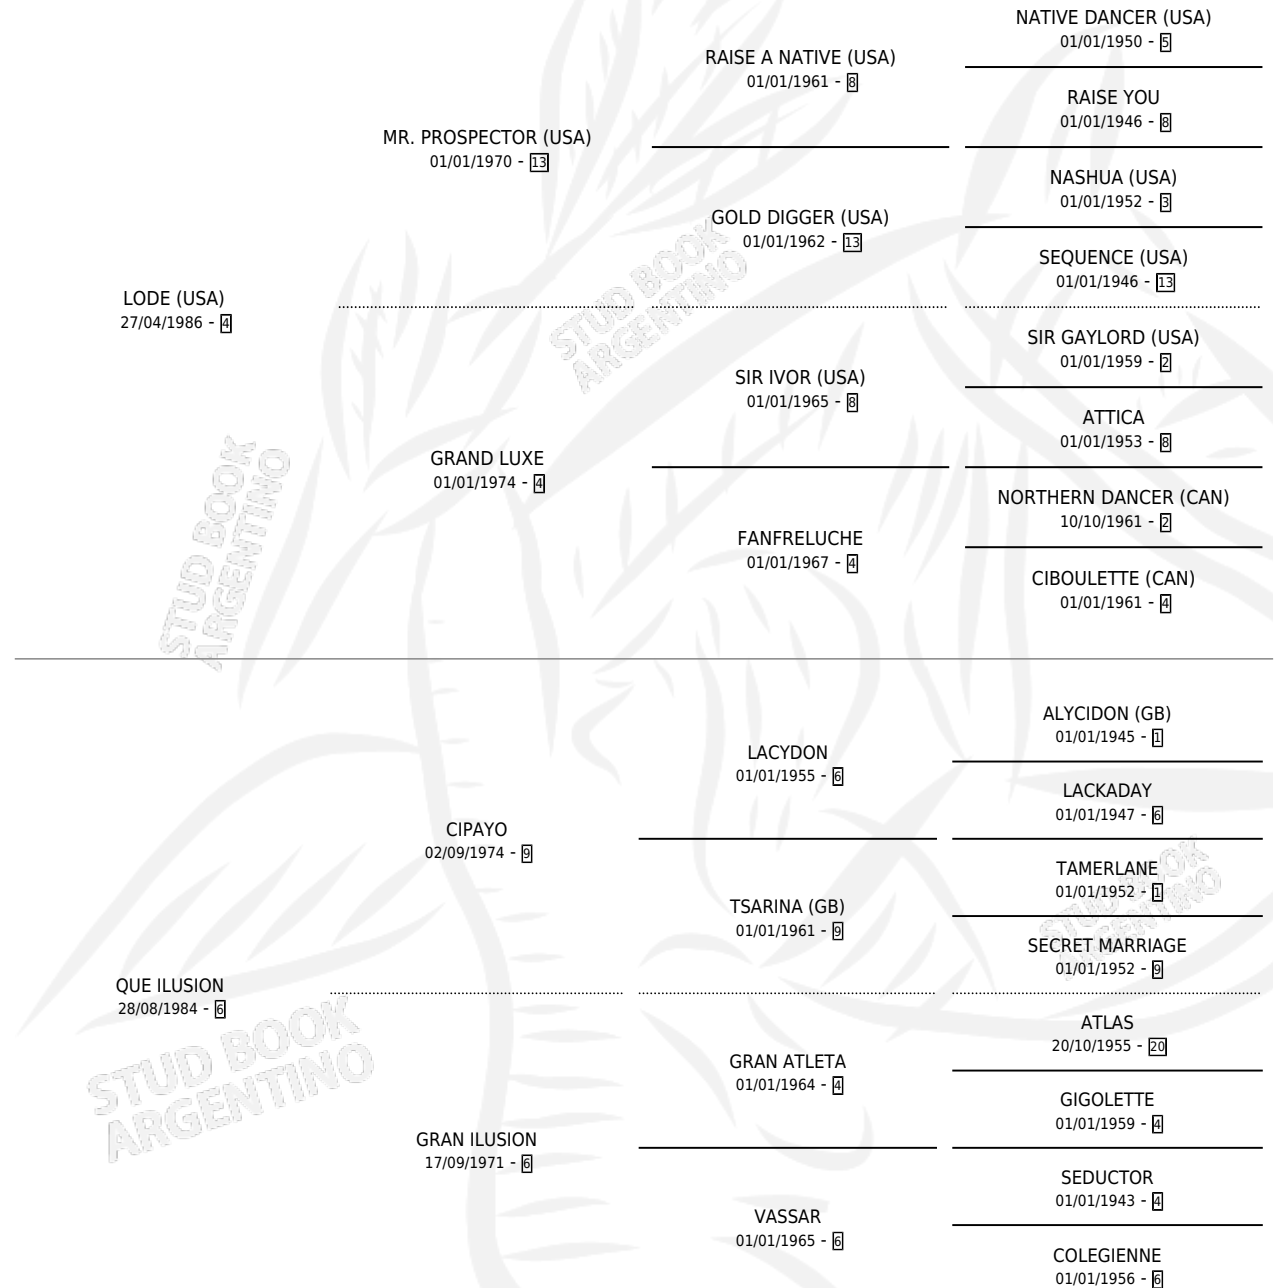 NATIVE DANCER (USA)
01/01/1950 - 5
RAISE A NATIVE (USA)
01/01/1961 - 8
RAISE YOU
01/01/1946 - 8
MR. PROSPECTOR (USA)
01/01/1970 - 13
NASHUA (USA)
01/01/1952 - 3
GOLD DIGGER (USA)
01/01/1962 - 13
SEQUENCE (USA)
01/01/1946 - 13
LODE (USA)
27/04/1986 - 4
STUD BOOK
ARGENTINO
SIR GAYLORD (USA)
01/01/1959 - 2
SIR IVOR (USA)
01/01/1965 - 8
ATTICA
01/01/1953 - 8
GRAND LUXE
01/01/1974 - 4
NORTHERN DANCER (CAN)
10/10/1961 - 2
FANFRELUCHE
01/01/1967 - 4
CIBOULETTE (CAN)
01/01/1961 - 4
STUD BOOK
ARGENTINO
ALYCIDON (GB)
01/01/1945 - 1
LACYDON
01/01/1955 - 6
LACKADAY
01/01/1947 - 6
CIPAYO
02/09/1974 - 9
TAMERLANE
01/01/1952 - 1
TSARINA (GB)
01/01/1961 - 9
STUD BOOK
ARGENTINO
SECRET MARRIAGE
01/01/1952 - 9
QUE ILUSION
28/08/1984 - 6
ATLAS
20/10/1955 - 20
GRAN ATLETA
01/01/1964 - 4
STUD BOOK
ARGENTINO
GIGOLETTE
01/01/1959 - 4
GRAN ILUSION
17/09/1971 - 6
SEDUCTOR
01/01/1943 - 4
VASSAR
01/01/1965 - 6
COLEGIENNE
01/01/1956 - 6